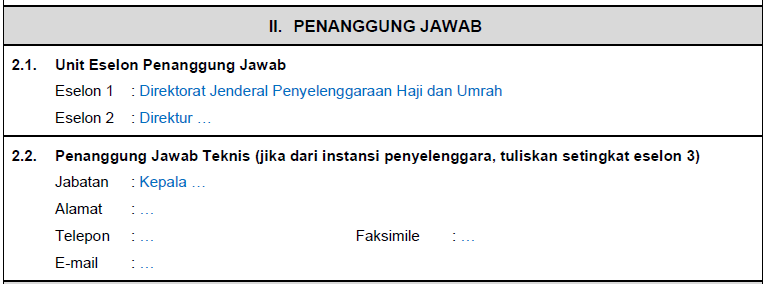 II. PENANGGUNG JAWAB
2.1. Unit Eselon Penanggung Jawab
Eselon 1 : Direktorat Jenderal Penyelenggaraan Haji dan Umrah
Eselon 2 : Direktur …
2.2. Penanggung Jawab Teknis (jika dari instansi penyelenggara, tuliskan setingkat eselon 3)
Jabatan : Kepala …
Alamat : …
Telepon : … Faksimile : …
E-mail : …